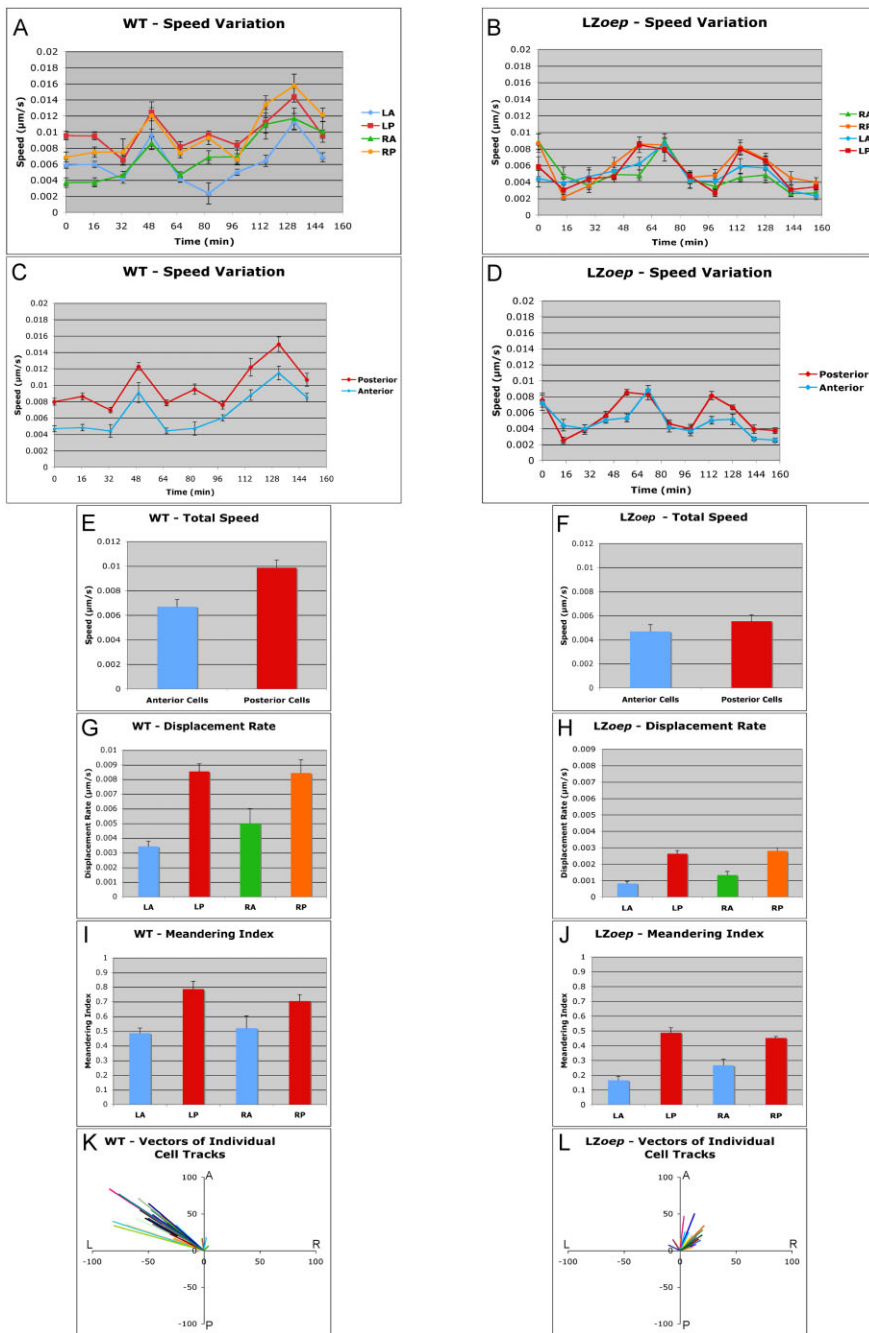 A
WT - Speed Variation
Speed (µm/s)
0.02
0.018
0.016
0.014
0.012
0.01
0.008
0.006
0.004
0.002
0
0 16 32 48 64 80 96 112 128 144 160
Time (min)
LA
LP
RA
RP
B
LZoep - Speed Variation
Speed (µm/s)
0.02
0.018
0.016
0.014
0.012
0.01
0.008
0.006
0.004
0.002
0
0 16 32 48 64 80 96 112 128 144 160
Time (min)
RA
RP
LA
LP
C
WT - Speed Variation
Speed (µm/s)
0.02
0.018
0.016
0.014
0.012
0.01
0.008
0.006
0.004
0.002
0
0 16 32 48 64 80 96 112 128 144 160
Time (min)
Posterior
Anterior
D
LZoep - Speed Variation
Speed (µm/s)
0.02
0.018
0.016
0.014
0.012
0.01
0.008
0.006
0.004
0.002
0
0 16 32 48 64 80 96 112 128 144 160
Time (min)
Posterior
Anterior
E
WT - Total Speed
Speed (µm/s)
0.012
0.01
0.008
0.006
0.004
0.002
0
Anterior Cells Posterior Cells
F
LZoep - Total Speed
Speed (µm/s)
0.012
0.01
0.008
0.006
0.004
0.002
0
Anterior Cells Posterior Cells
G
WT - Displacement Rate
Displacement Rate (µm/s)
0.01
0.009
0.008
0.007
0.006
0.005
0.004
0.003
0.002
0.001
0
LA LP RA RP
H
LZoep - Displacement Rate
Displacement Rate (µm/s)
0.009
0.008
0.007
0.006
0.005
0.004
0.003
0.002
0.001
0
LA LP RA RP
I
WT - Meandering Index
Meandering Index
1
0.9
0.8
0.7
0.6
0.5
0.4
0.3
0.2
0.1
0
LA LP RA RP
J
LZoep - Meandering Index
Meandering Index
1
0.9
0.8
0.7
0.6
0.5
0.4
0.3
0.2
0.1
0
LA LP RA RP
K
WT - Vectors of Individual
Cell Tracks
A
100
50
L
R
0
-100 -50 0 50 100
-50
-100
P
L
LZoep - Vectors of Individual
Cell Tracks
A
100
50
L
R
0
-100 -50 0 50 100
-50
-100
P